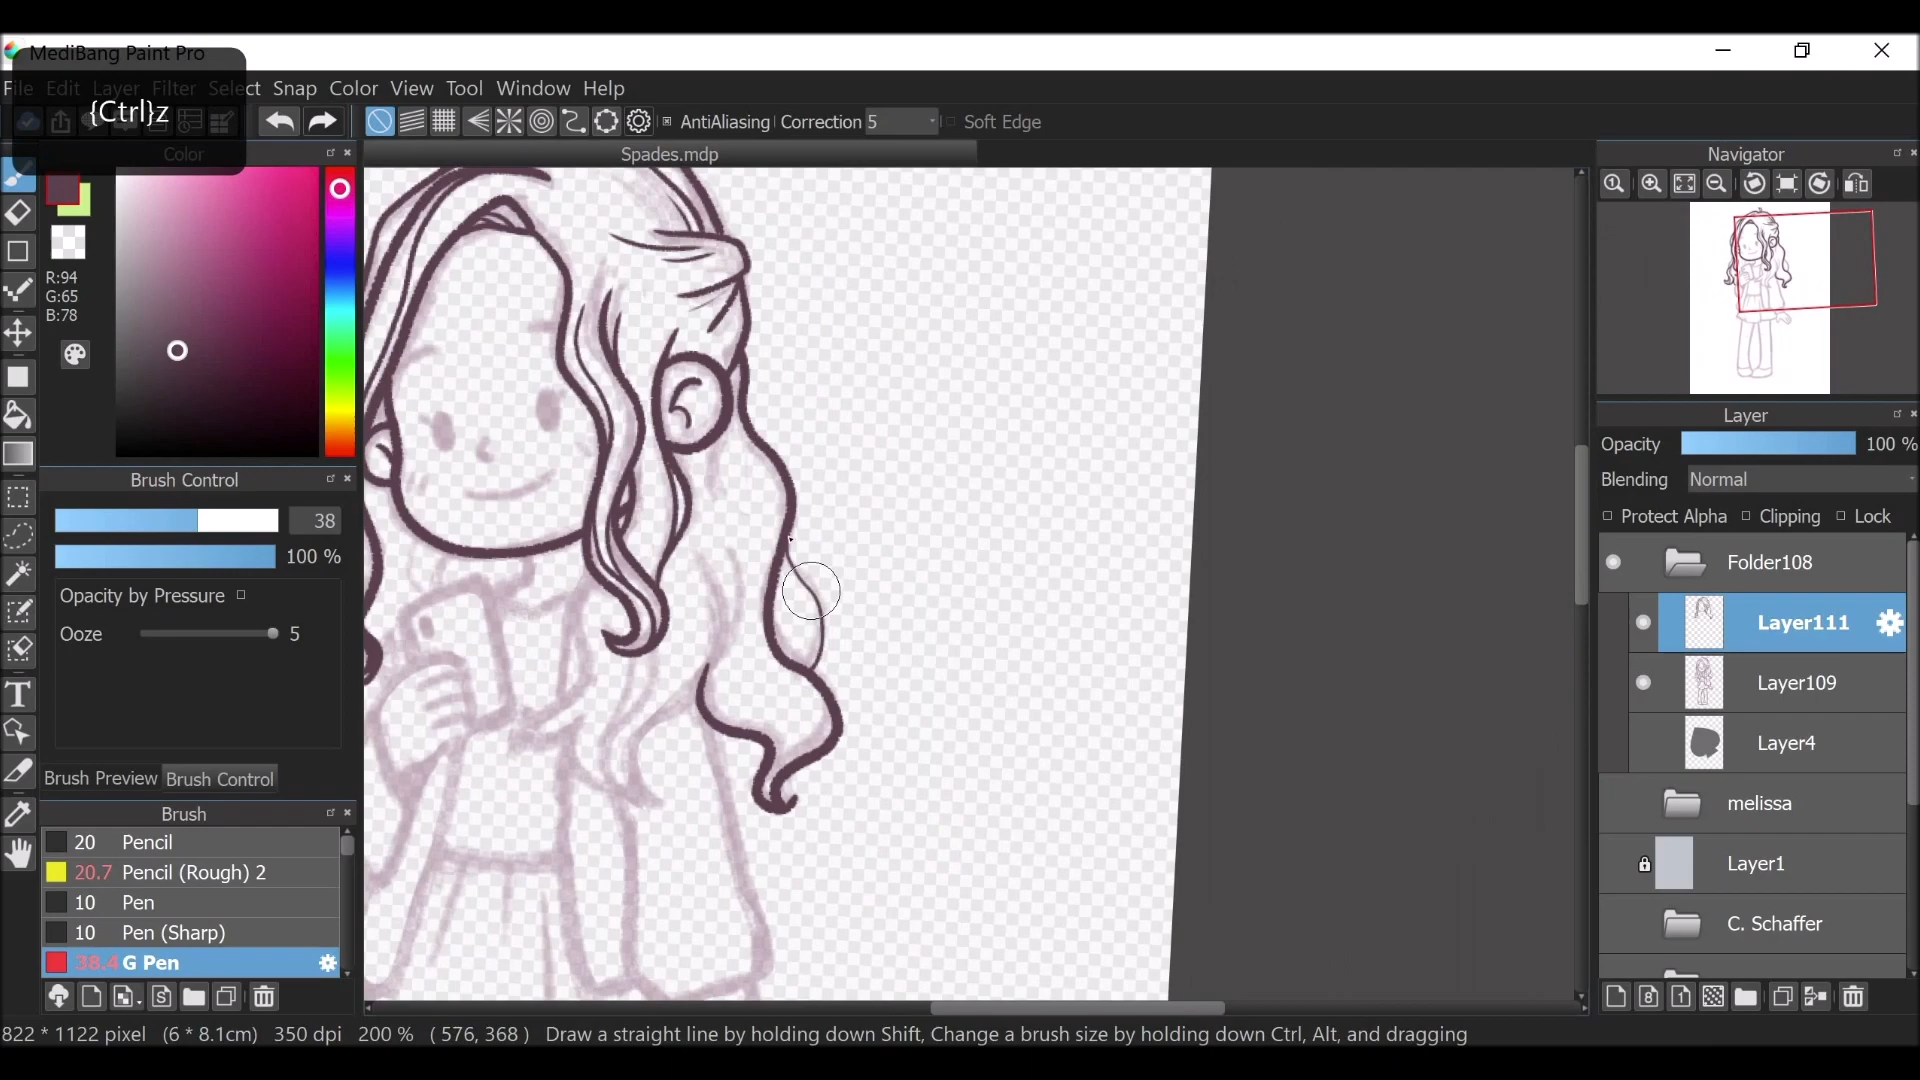 MediBang Paint Pro
File Edit Layer Filter Select Snap Color View Tool Window Help
{Ctrl}z
AntiAliasing Correction 5 Soft Edge
Color
Spades.mdp
Navigator
R:94
G:65
B:78
Layer
Opacity 100 %
Blending Normal
Protect Alpha Clipping Lock
Brush Control
38
100 %
Opacity by Pressure
Ooze 5
Folder108
Layer111
Layer109
Layer4
melissa
Layer1
C. Schaffer
Brush Preview Brush Control
Brush
20 Pencil
20.7 Pencil (Rough) 2
10 Pen
10 Pen (Sharp)
38.4 G Pen
822 * 1122 pixel (6 * 8.1cm) 350 dpi 200 % ( 576, 368 ) Draw a straight line by holding down Shift, Change a brush size by holding down Ctrl, Alt, and dragging